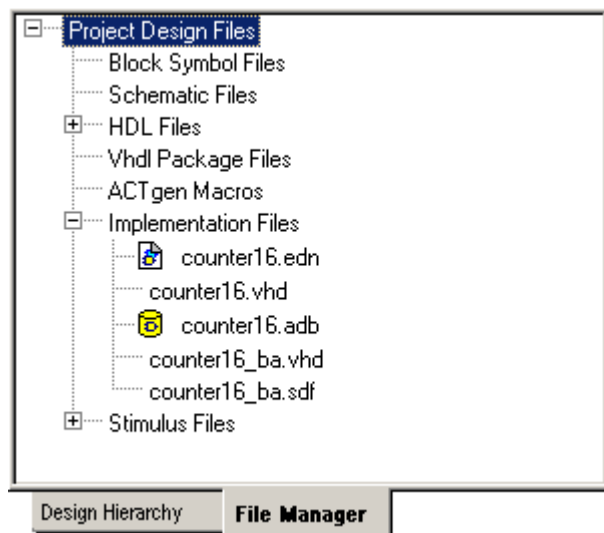 Project Design Files
Block Symbol Files
Schematic Files
HDL Files
Vhdl Package Files
ACTgen Macros
Implementation Files
counter16.edn
counter16.vhd
counter16.adb
counter16_ba.vhd
counter16_ba.sdf
Stimulus Files
Design Hierarchy File Manager